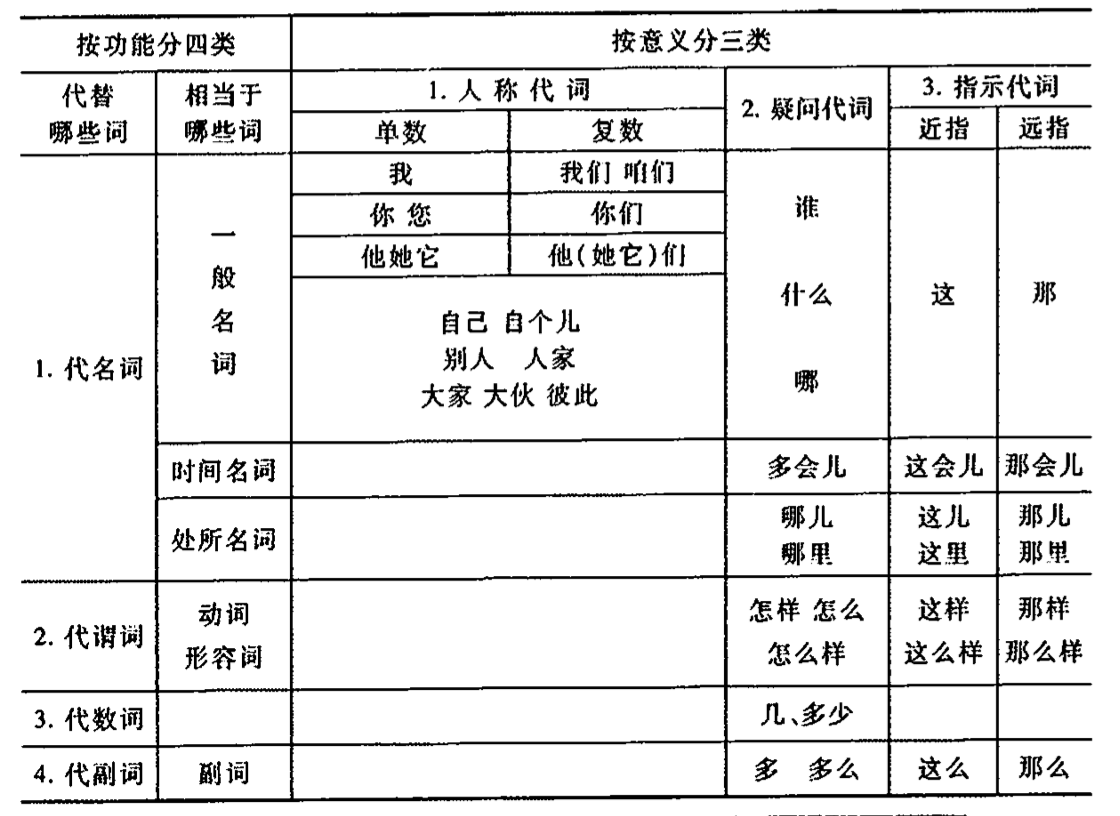 按功能分四类 按意义分三类
代替哪些词 相当于哪些词 1. 人称代词 2. 疑问代词 3. 指示代词
单数 复数 近指 远指
1. 代名词 一般名词 我 我们 咱们 谁 什么 哪 这 那
你 您 你们
他她它 他(她它)们
自己 自个儿
别人 人家
大家 大伙 彼此
时间名词 多会儿 这会儿 那会儿
处所名词 哪儿 这儿 那儿
哪里 这里 那里
2. 代谓词 动词 怎样 怎么 这样 那样
形容词 怎么样 这么样 那么样
3. 代数词 几、多少
4. 代副词 副词 多 多么 这么 那么